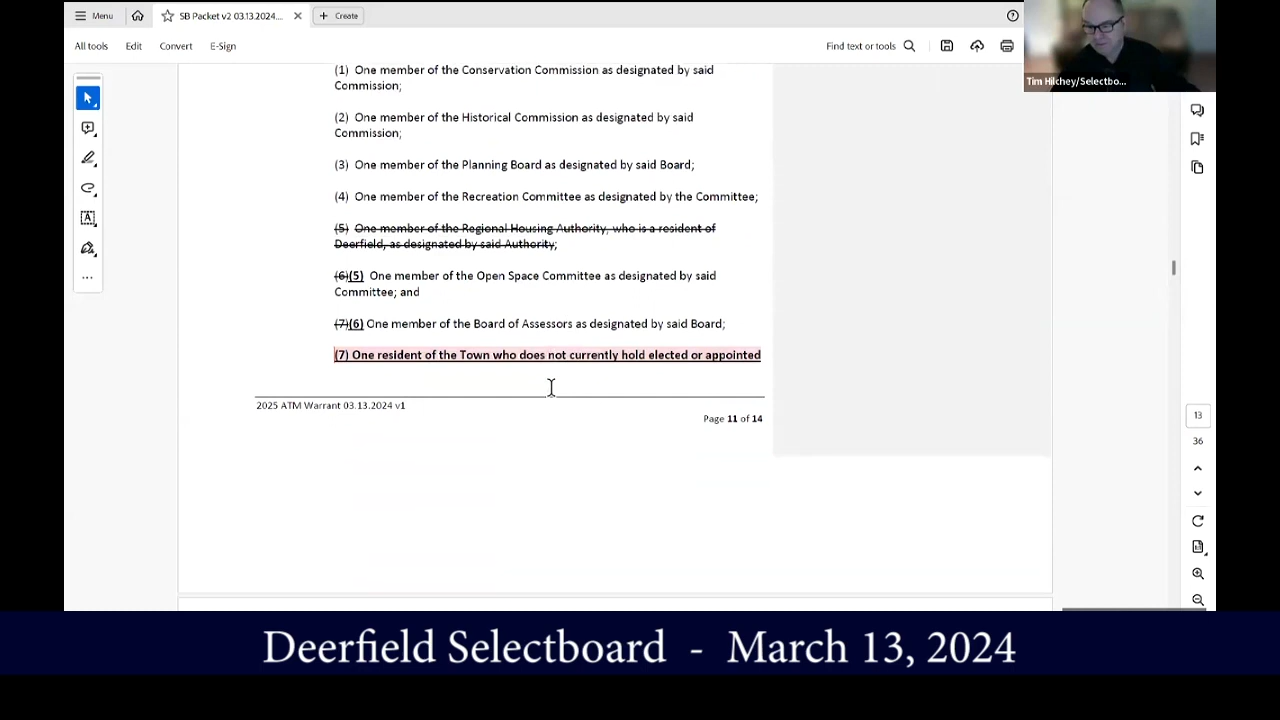 Menu
SB Packet v2 03.13.2024...
Create
All tools
Edit
Convert
E-Sign
Find text or tools
Tim Hilchey/Selectbo...
(1) One member of the Conservation Commission as designated by said
Commission;
(2) One member of the Historical Commission as designated by said
Commission;
(3) One member of the Planning Board as designated by said Board;
(4) One member of the Recreation Committee as designated by the Committee;
(5) One member of the Regional Housing Authority, who is a resident of
Deerfield, as designated by said Authority;
(6)(5) One member of the Open Space Committee as designated by said
Committee; and
(7)(6) One member of the Board of Assessors as designated by said Board;
(7) One resident of the Town who does not currently hold elected or appointed
2025 ATM Warrant 03.13.2024 v1
Page 11 of 14
13
36
Deerfield Selectboard - March 13, 2024